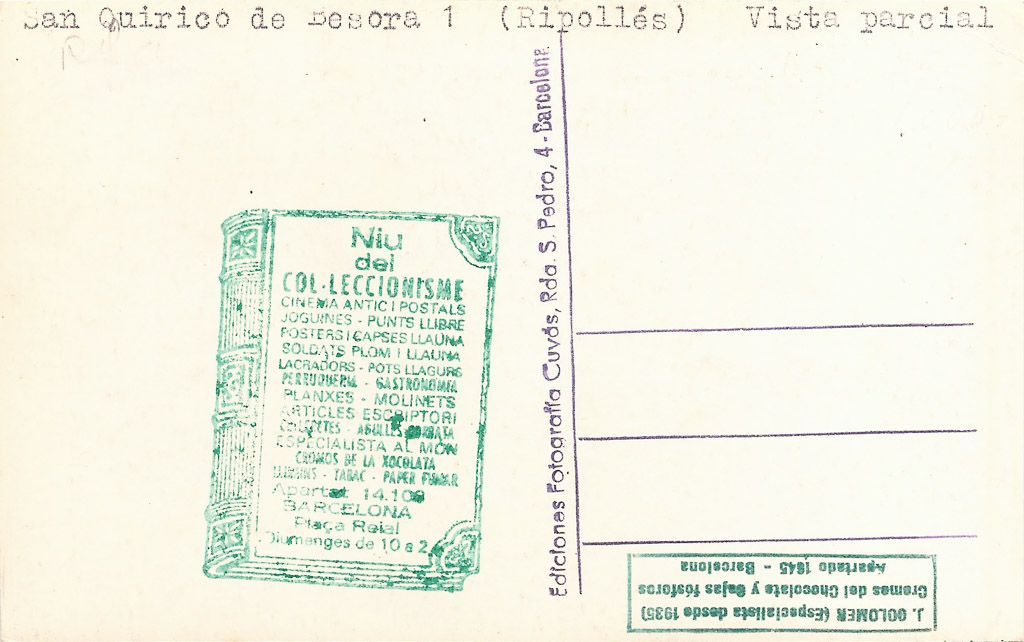 San Quirico de Besora 1 (Ripollés) Vista parcial
Niu
del
COL·LECCIONISME
CINEMA ANTIC I POSTALS
JOGUINES - PUNTS LLIBRE
POSTERS I CAPSES LLAUNA
SOLDATS PLOM I LLAUNA
LACRADORS - POTS LLAGURS
PERRUQUERIA - GASTRONOMIA
PLANXES - MOLINETS
ARTICLES ESCRIPTORI
AGULLES
ESPECIALISTA AL MÓN
CROMOS DE LA XOCOLATA
TABAC - PAPER FUMAR
Apartat 14.109
BARCELONA
Plaça Reial
Diumenges de 10 a 2
Ediciones Fotografía Cuyás, Rda. S. Pedro, 4 - Barcelona
J. COLOMER (Especialista desde 1935)
Cromos del Chocolate y Cajas fósforos
Apartado 1645 - Barcelona